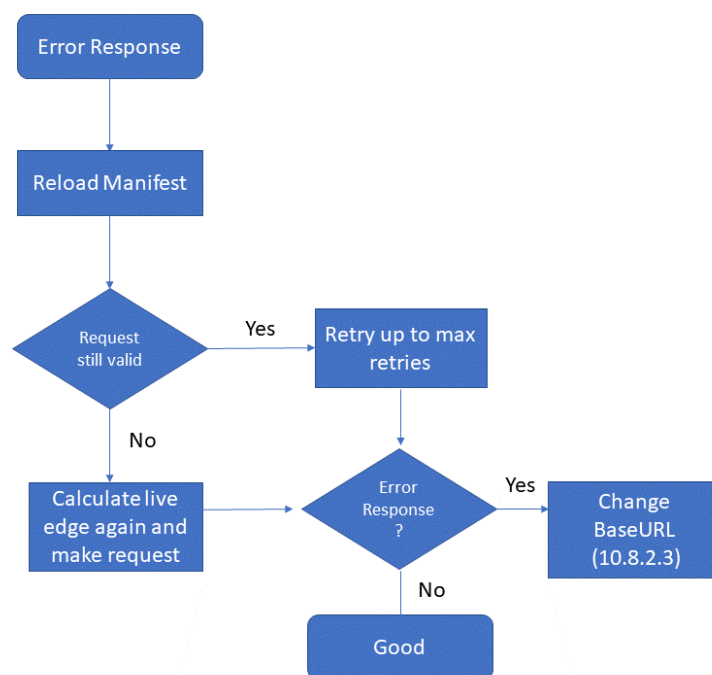 Error Response
Reload Manifest
Request
still valid
Yes
Retry up to max
retries
No
Calculate live
edge again and
make request
Error
Response
?
Yes
Change
BaseURL
(10.8.2.3)
No
Good